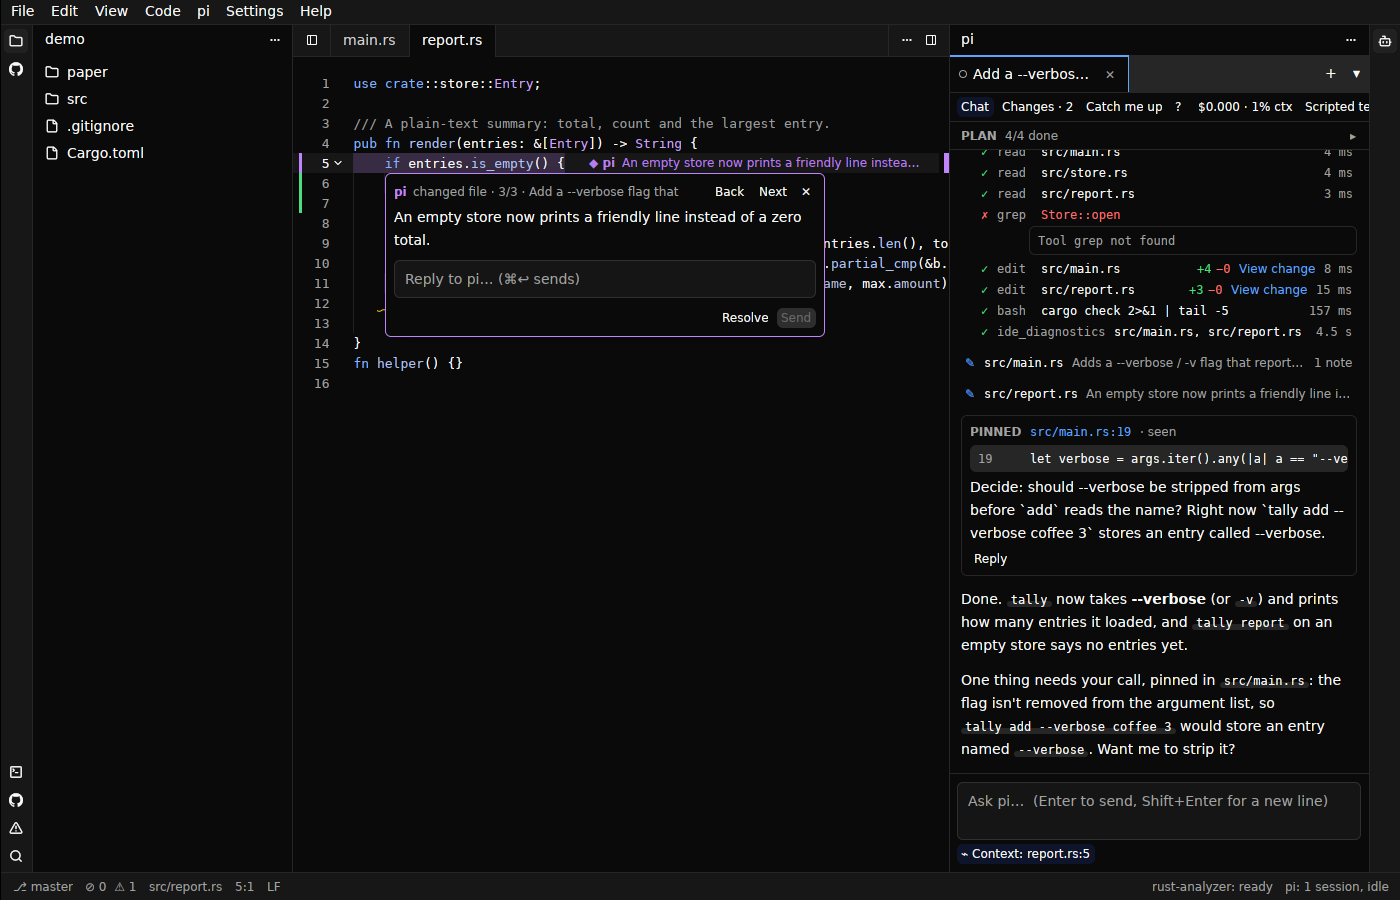 File Edit View Code pi Settings Help
demo ···
paper
src
.gitignore
Cargo.toml
main.rs report.rs ···
1 use crate::store::Entry;
2
3 /// A plain-text summary: total, count and the largest entry.
4 pub fn render(entries: &[Entry]) -> String {
5 if entries.is_empty() { ◆ pi An empty store now prints a friendly line instea...
6
7
8
9 ntries.len(), to
10 .partial_cmp(&b.
11 ame, max.amount)
12
13
14 }
15 fn helper() {}
16
pi changed file · 3/3 · Add a --verbose flag that Back Next ✕
An empty store now prints a friendly line instead of a zero
total.
Reply to pi... (⌘↩ sends)
Resolve Send
pi ···
Add a --verbos... ✕ + ▼
Chat Changes · 2 Catch me up ? $0.000 · 1% ctx Scripted te
PLAN 4/4 done ▸
✓ read src/main.rs 4 ms
✓ read src/store.rs 4 ms
✓ read src/report.rs 3 ms
✗ grep Store::open
Tool grep not found
✓ edit src/main.rs +4 −0 View change 8 ms
✓ edit src/report.rs +3 −0 View change 15 ms
✓ bash cargo check 2>&1 | tail -5 157 ms
✓ ide_diagnostics src/main.rs, src/report.rs 4.5 s
✎ src/main.rs Adds a --verbose / -v flag that report... 1 note
✎ src/report.rs An empty store now prints a friendly line i...
PINNED src/main.rs:19 · seen
19 let verbose = args.iter().any(|a| a == "--ve
Decide: should --verbose be stripped from args
before `add` reads the name? Right now `tally add --
verbose coffee 3` stores an entry called --verbose.
Reply
Done. tally now takes --verbose (or -v) and prints
how many entries it loaded, and tally report on an
empty store says no entries yet.
One thing needs your call, pinned in src/main.rs: the
flag isn't removed from the argument list, so
tally add --verbose coffee 3 would store an entry
named --verbose. Want me to strip it?
Ask pi... (Enter to send, Shift+Enter for a new line)
⌁ Context: report.rs:5
⎇ master ⊘ 0 ⚠ 1 src/report.rs 5:1 LF
rust-analyzer: ready pi: 1 session, idle